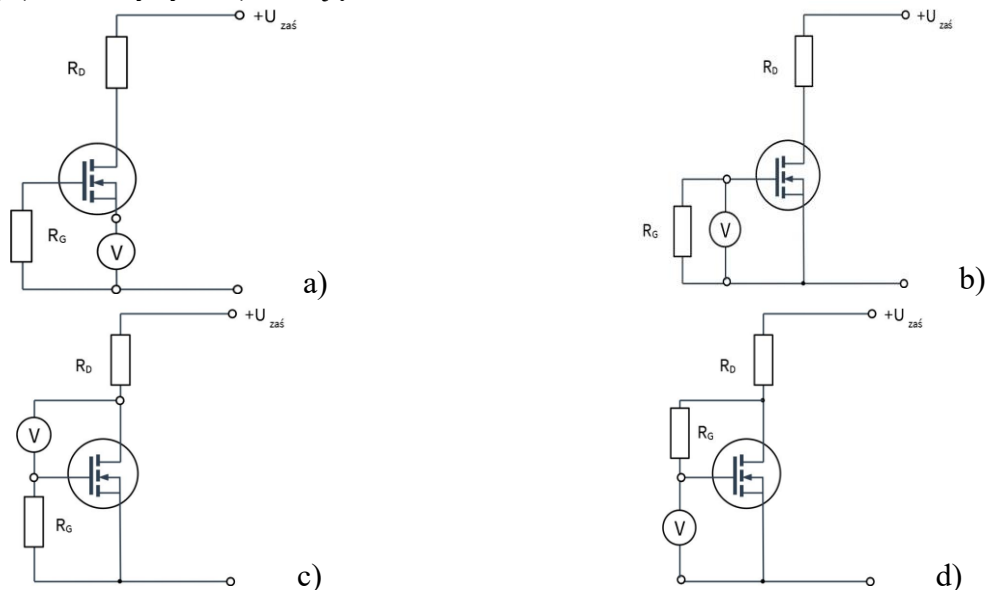 +U zaś
+U zaś
R_D
R_D
R_G
R_G
V
V
a)
b)
+U zaś
+U zaś
R_D
R_D
V
R_G
R_G
V
c)
d)